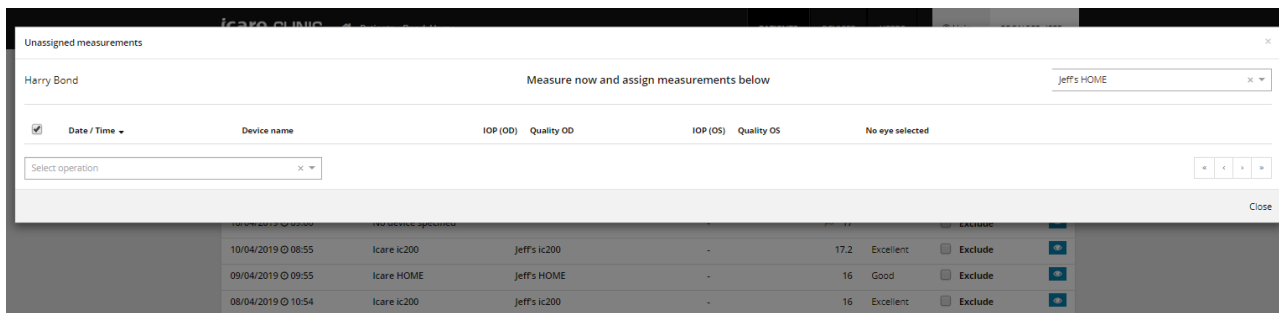 icare CLINIC
Unassigned measurements ×
Harry Bond Measure now and assign measurements below Jeff's HOME × ▼
Date / Time Device name IOP (OD) Quality OD IOP (OS) Quality OS No eye selected
Select operation × « ‹ › »
Close
10/04/2019 08:55 Icare ic200 Jeff's ic200 - 17.2 Excellent Exclude
09/04/2019 09:55 Icare HOME Jeff's HOME - 16 Good Exclude
08/04/2019 10:54 Icare ic200 Jeff's ic200 - 16 Excellent Exclude